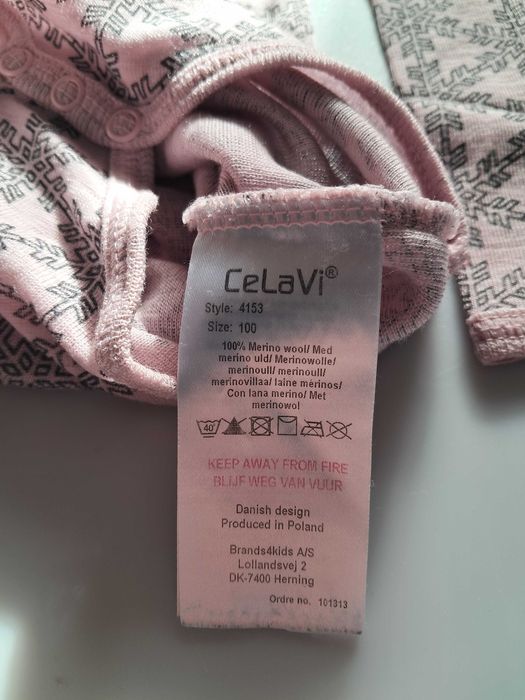 CeLaVi®
Style: 4153
Size: 100
100% Merino wool/ Med
merino uld/ Merinowolle/
merinoull/ merinoull/
merinovillaa/ laine mérinos/
Con lana merino/ Met
merinowol
40°
KEEP AWAY FROM FIRE
BLIJF WEG VAN VUUR
Danish design
Produced in Poland
Brands4kids A/S
Lollandsvej 2
DK-7400 Herning
Ordre no. 101313